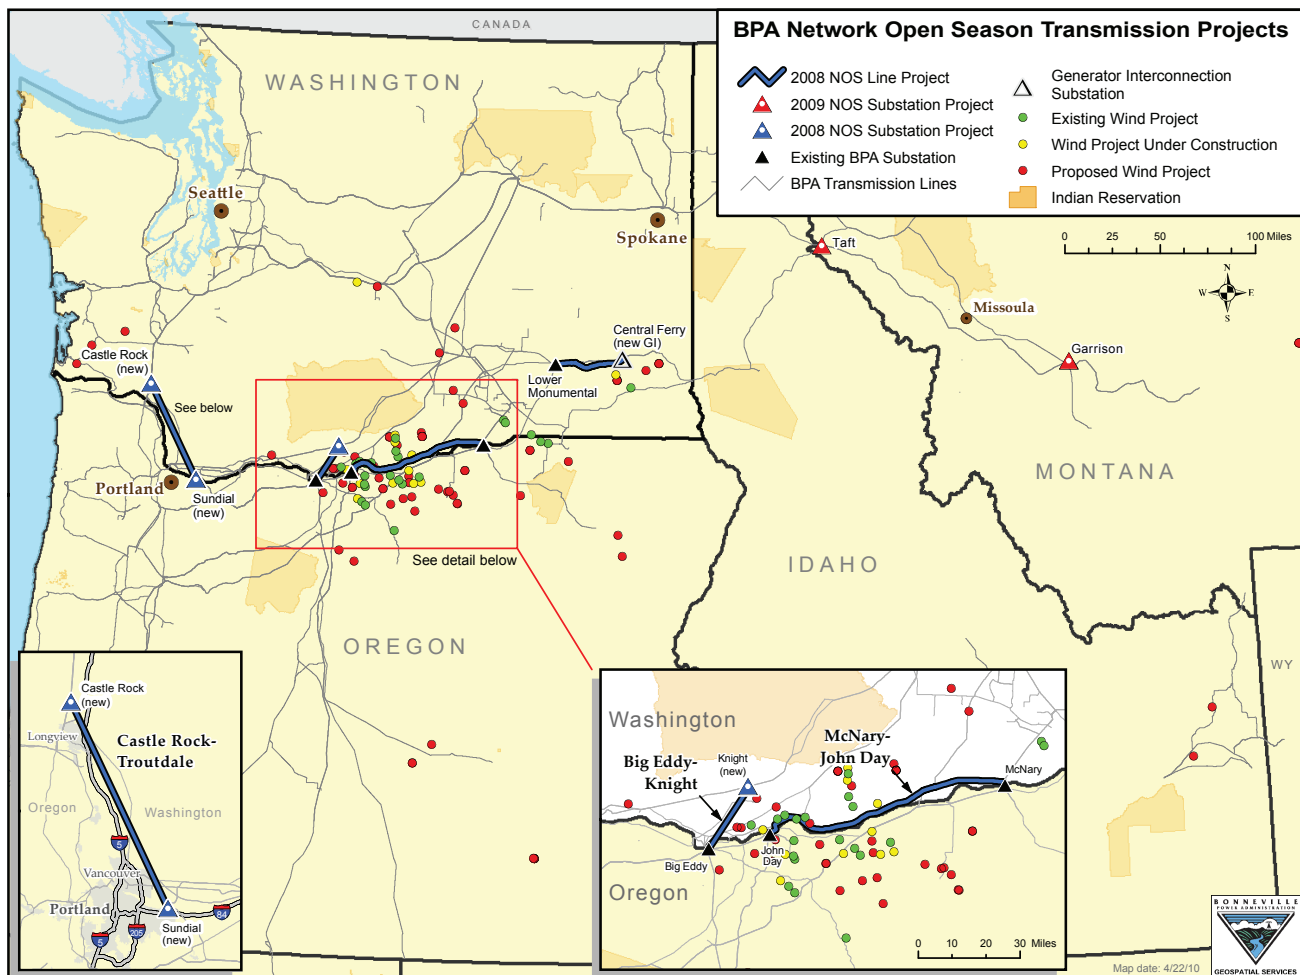 CANADA
BPA Network Open Season Transmission Projects
2008 NOS Line Project
2009 NOS Substation Project
2008 NOS Substation Project
Existing BPA Substation
BPA Transmission Lines
Generator Interconnection
Substation
Existing Wind Project
Wind Project Under Construction
Proposed Wind Project
Indian Reservation
0 25 50 100 Miles
N
W E
S
WASHINGTON
Seattle
Spokane
Taft
Missoula
Garrison
Central Ferry
(new GI)
Lower
Monumental
Castle Rock
(new)
See below
Portland
Sundial
(new)
See detail below
MONTANA
IDAHO
OREGON
WY
Castle Rock
(new)
Longview
Castle Rock-
Troutdale
Oregon
Washington
5
Vancouver
Portland
84
5
205
Sundial
(new)
Washington
Big Eddy-
Knight
Knight
(new)
McNary-
John Day
McNary
Big Eddy
John
Day
Oregon
0 10 20 30 Miles
Map date: 4/22/10
BONNEVILLE
POWER ADMINISTRATION
GEOSPATIAL SERVICES